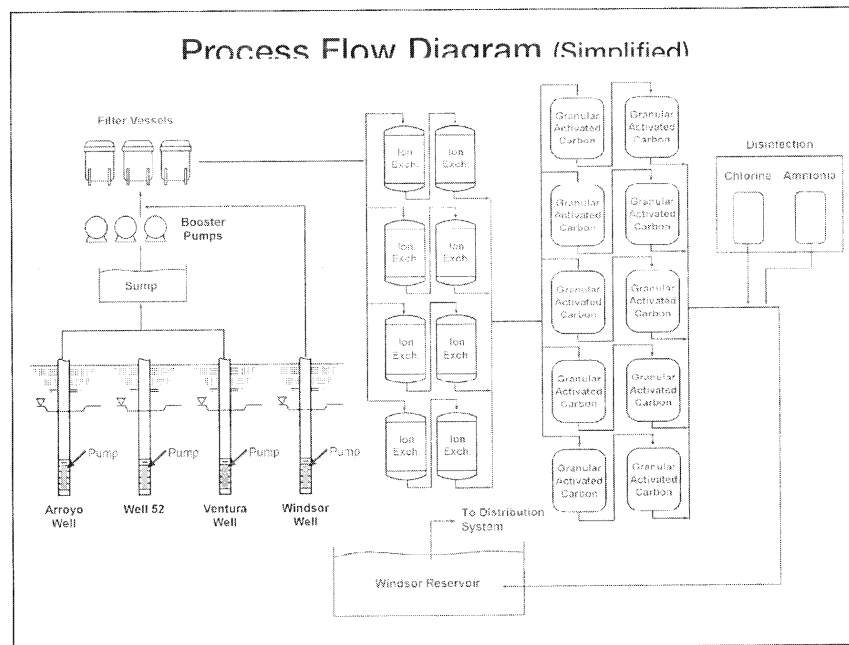 Process Flow Diagram (Simplified)
Filter Vessels
Booster
Pumps
Sump
Pump
Pump
Pump
Pump
Arroyo
Well
Well 52
Ventura
Well
Windsor
Well
Ion
Exch.
Ion
Exch.
Ion
Exch.
Ion
Exch.
Ion
Exch.
Ion
Exch.
Ion
Exch.
Ion
Exch.
Granular
Activated
Carbon
Granular
Activated
Carbon
Granular
Activated
Carbon
Granular
Activated
Carbon
Granular
Activated
Carbon
Granular
Activated
Carbon
Granular
Activated
Carbon
Granular
Activated
Carbon
Granular
Activated
Carbon
Granular
Activated
Carbon
Disinfection
Chlorine
Ammonia
To Distribution
System
Windsor Reservoir